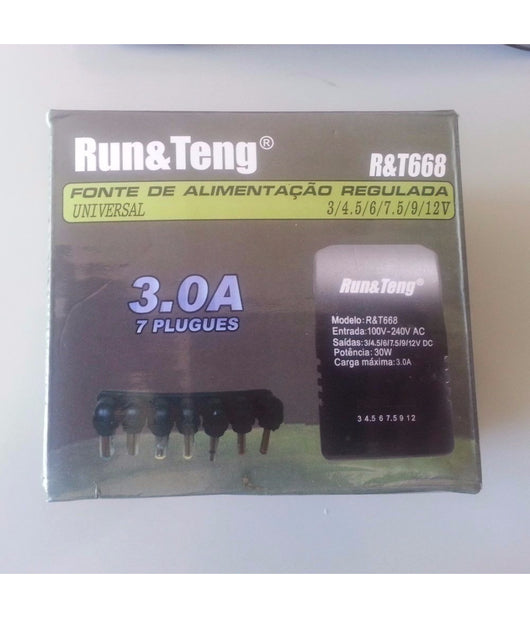 Run&Teng®
R&T668
FONTE DE ALIMENTAÇÃO REGULADA
UNIVERSAL 3/4.5/6/7.5/9/12V
3.0A
7 PLUGUES
Run&Teng®
Modelo: R&T668
Entrada: 100V-240V AC
Saídas: 3/4.5/6/7.5/9/12V DC
Potência: 30W
Carga máxima: 3.0A
3 4.5 6 7.5 9 12